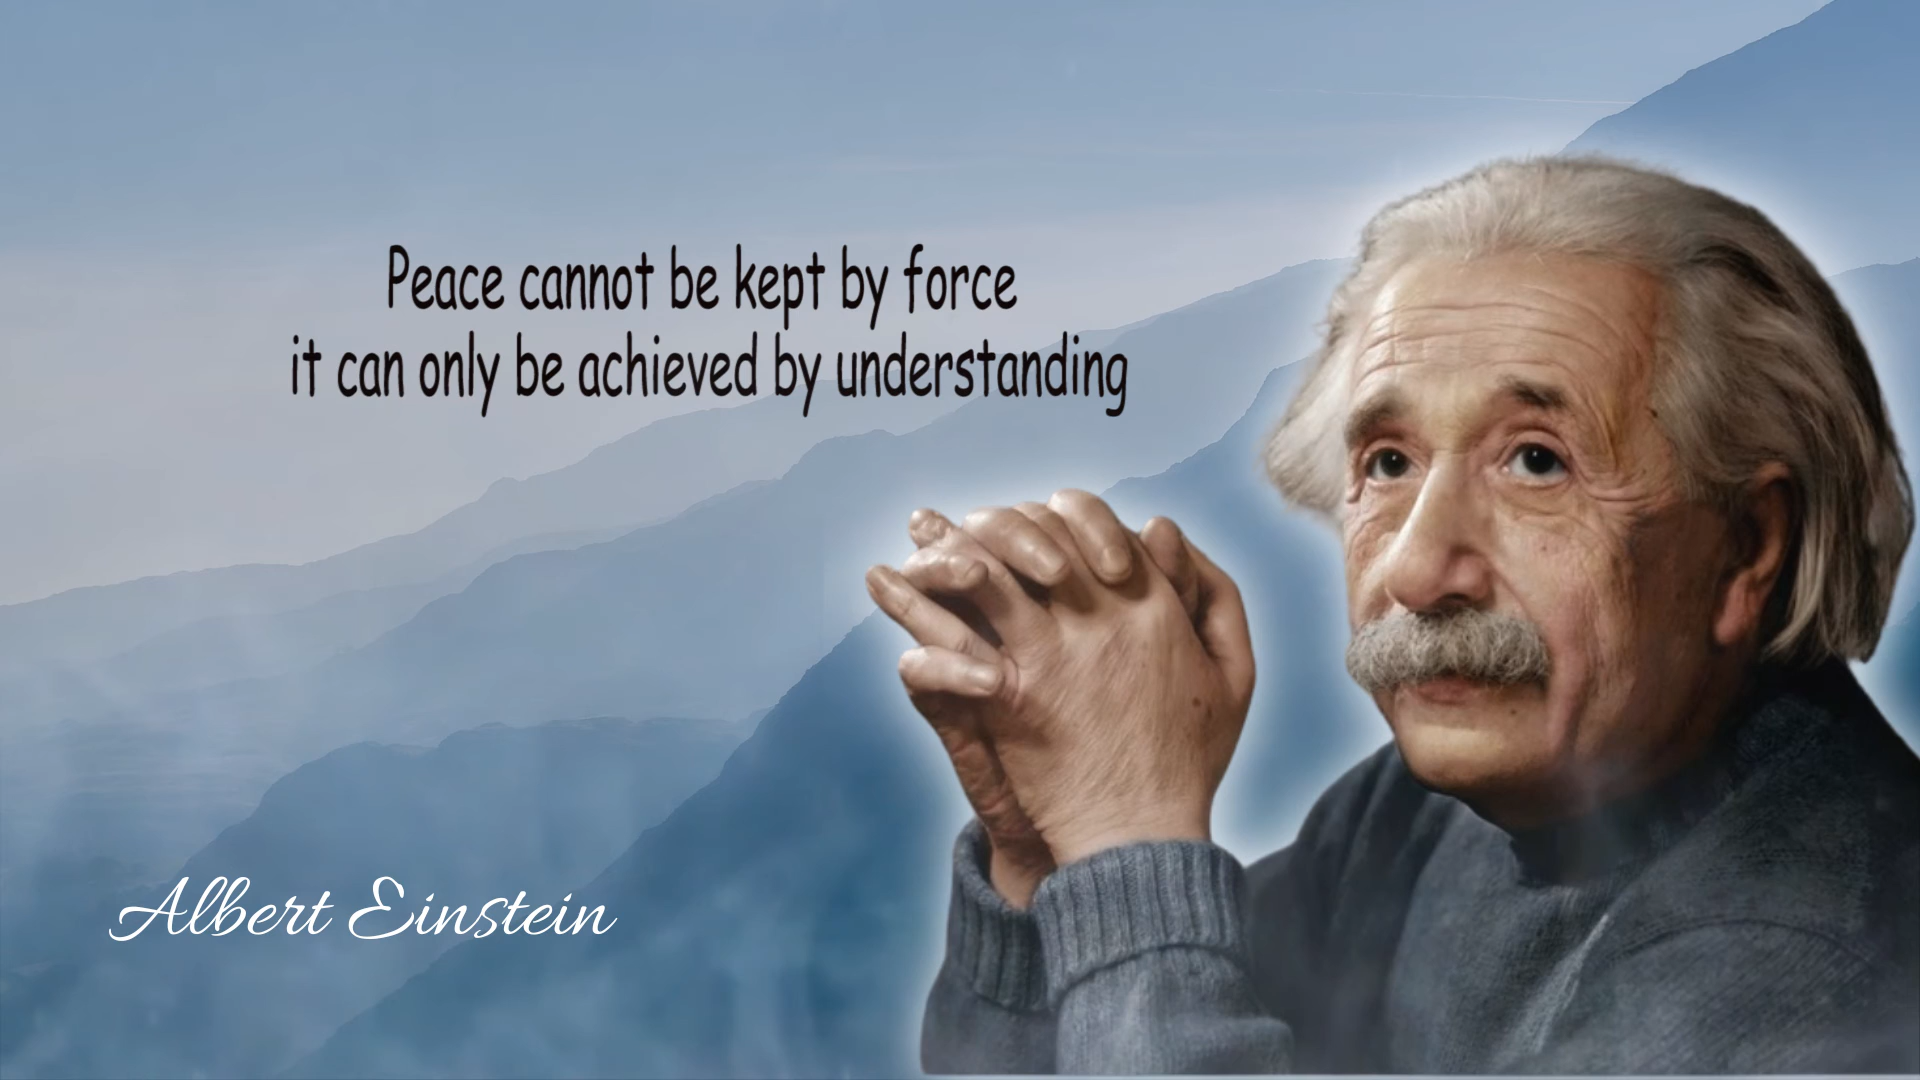 Peace cannot be kept by force
it can only be achieved by understanding
Albert Einstein